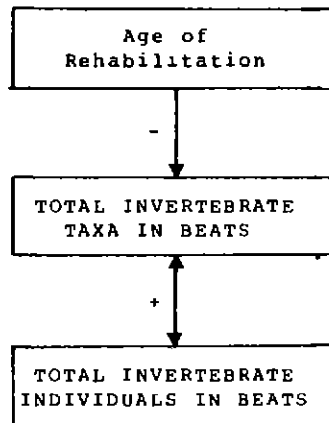 Age of
Rehabilitation
-
TOTAL INVERTEBRATE
TAXA IN BEATS
+
TOTAL INVERTEBRATE
INDIVIDUALS IN BEATS